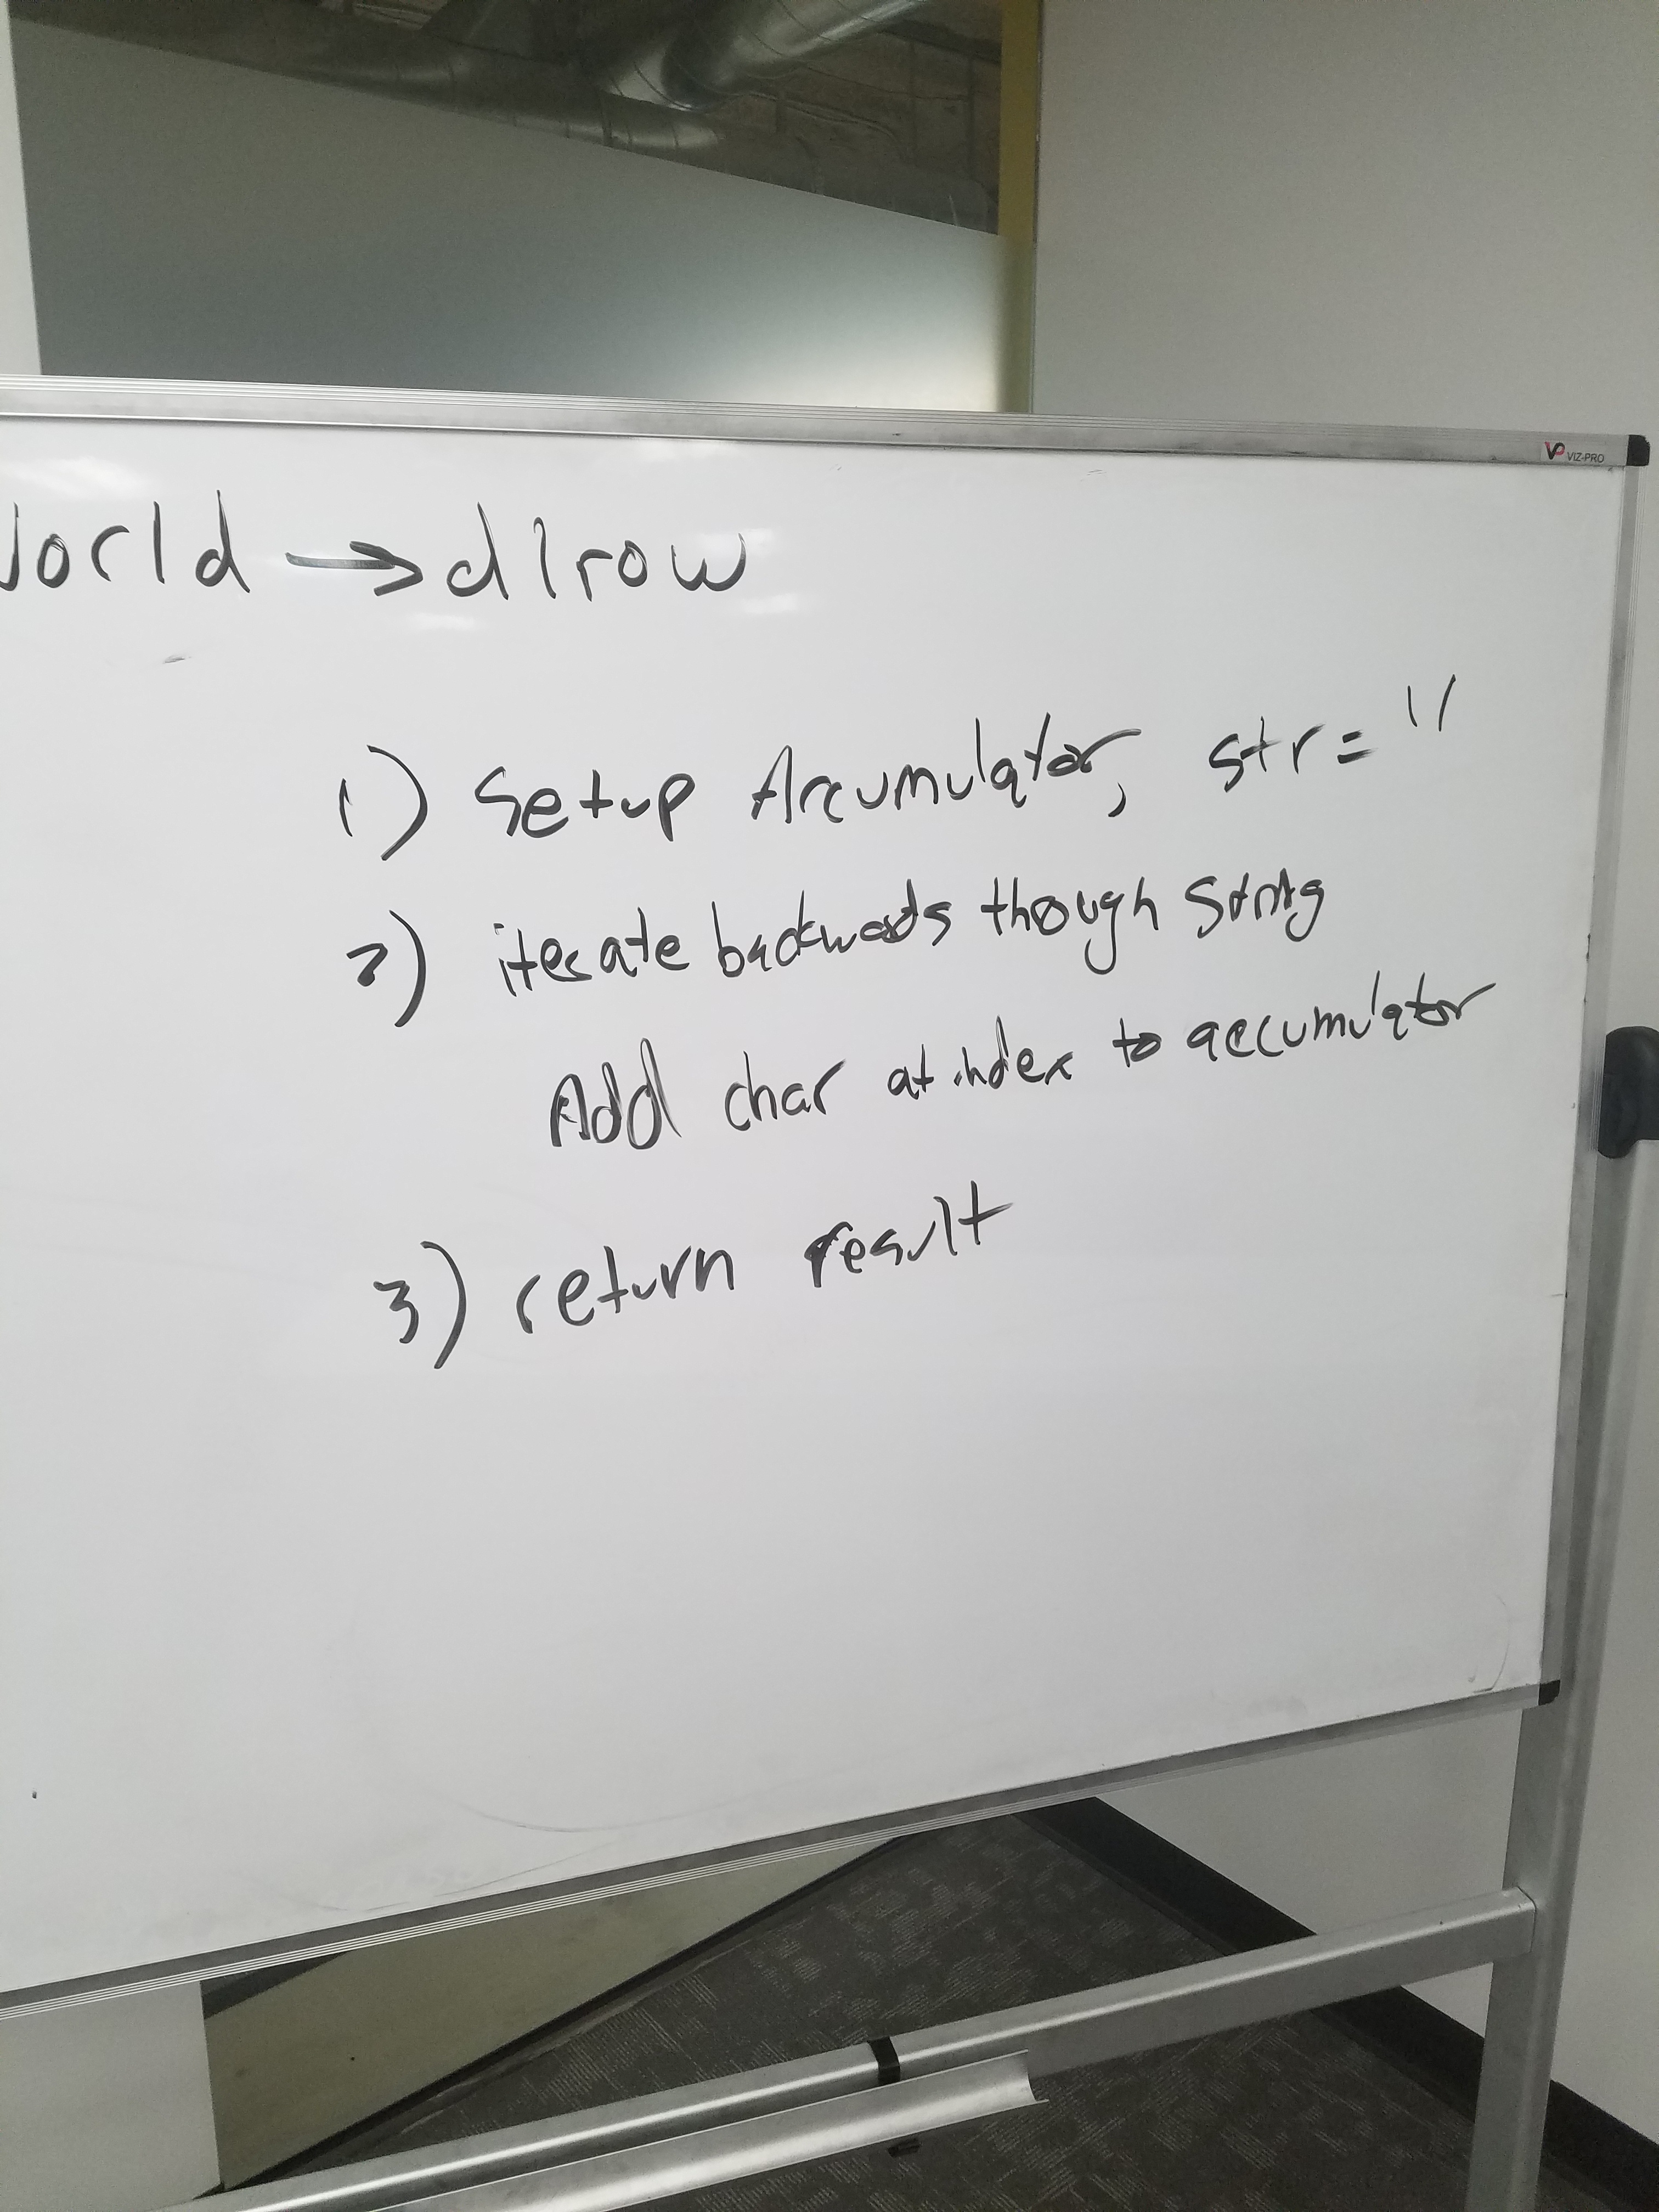 VIZ-PRO
World → dlrow
1) Setup Accumulator, str = ''
2) iterate backwards though String
Add char at index to accumulator
3) return result